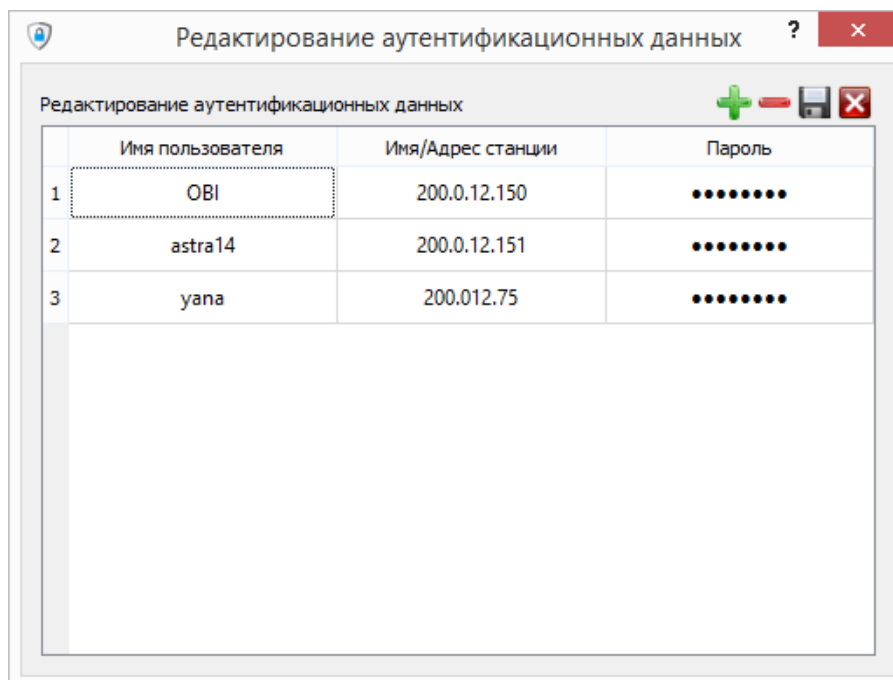 Редактирование аутентификационных данных ?
Редактирование аутентификационных данных
Имя пользователя Имя/Адрес станции Пароль
1 OBI 200.0.12.150 ●●●●●●●●
2 astra14 200.0.12.151 ●●●●●●●●
3 yana 200.012.75 ●●●●●●●●